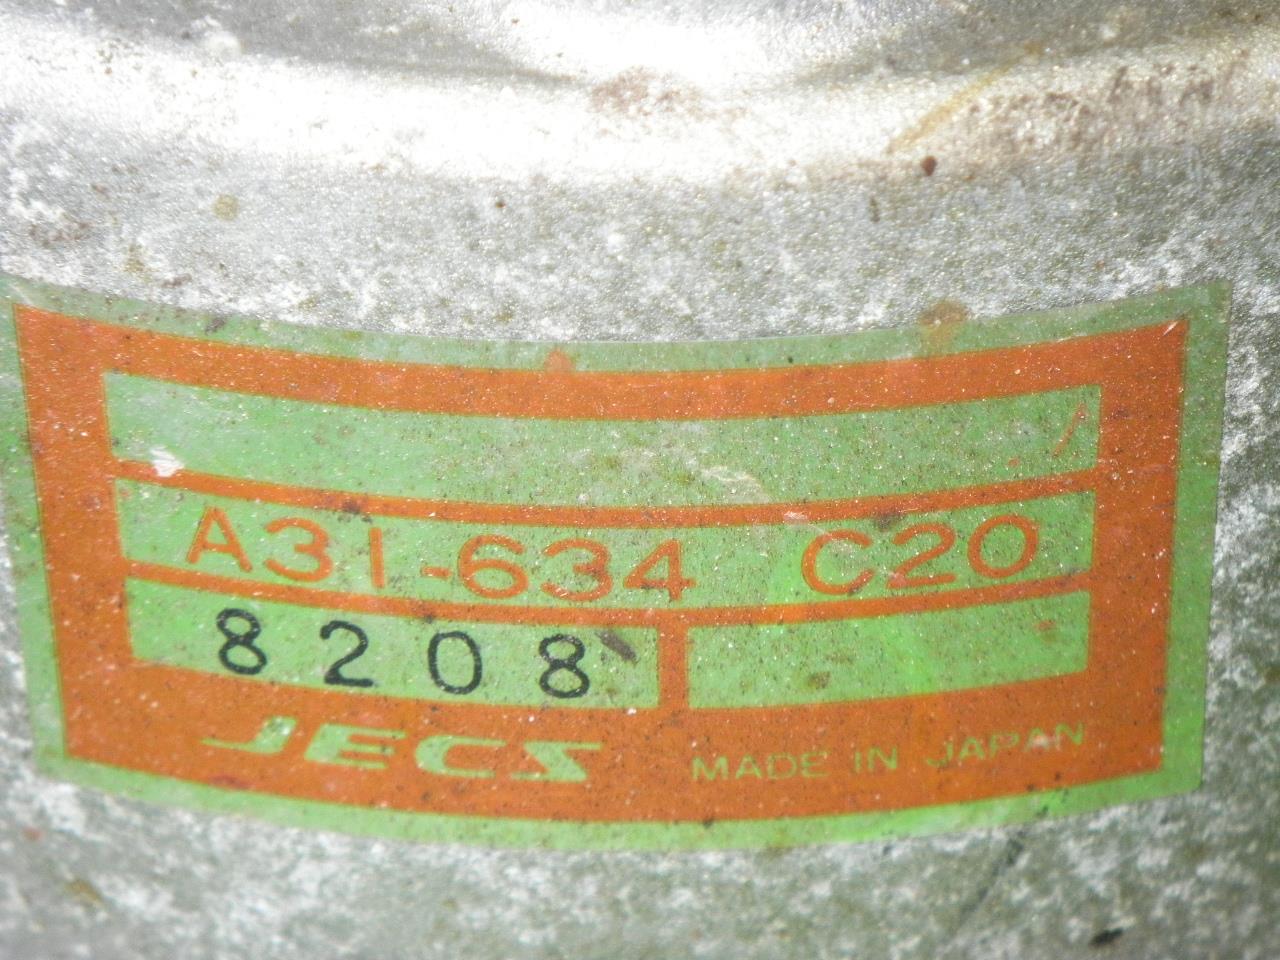 A31-634 C20
8208
JECS MADE IN JAPAN